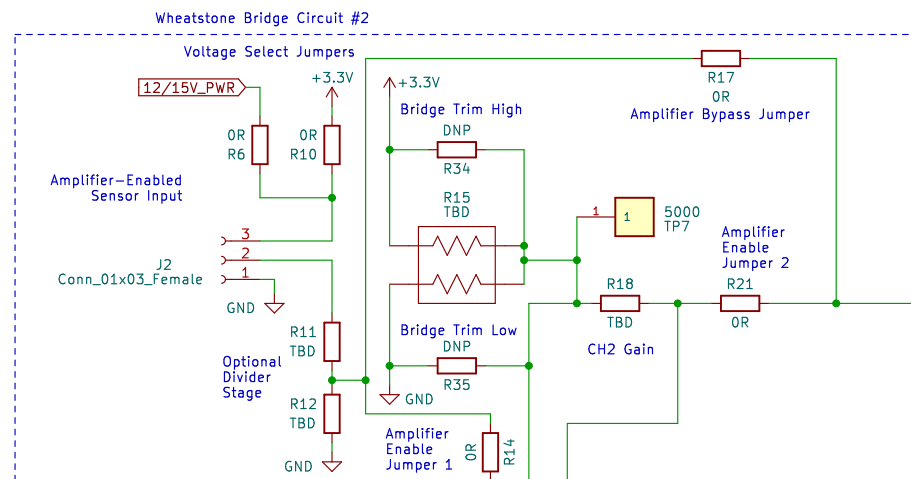 Wheatstone Bridge Circuit #2
Voltage Select Jumpers
12/15V_PWR
+3.3V
+3.3V
R17
0R
Amplifier Bypass Jumper
Bridge Trim High
DNP
R34
0R
R6
0R
R10
Amplifier-Enabled
Sensor Input
R15
TBD
1
1
5000
TP7
3
2
1
J2
Conn_01x03_Female
GND
Amplifier
Enable
Jumper 2
R18
TBD
R21
0R
CH2 Gain
Bridge Trim Low
DNP
R35
GND
R11
TBD
Optional
Divider
Stage
R12
TBD
GND
Amplifier
Enable
Jumper 1
0R
R14